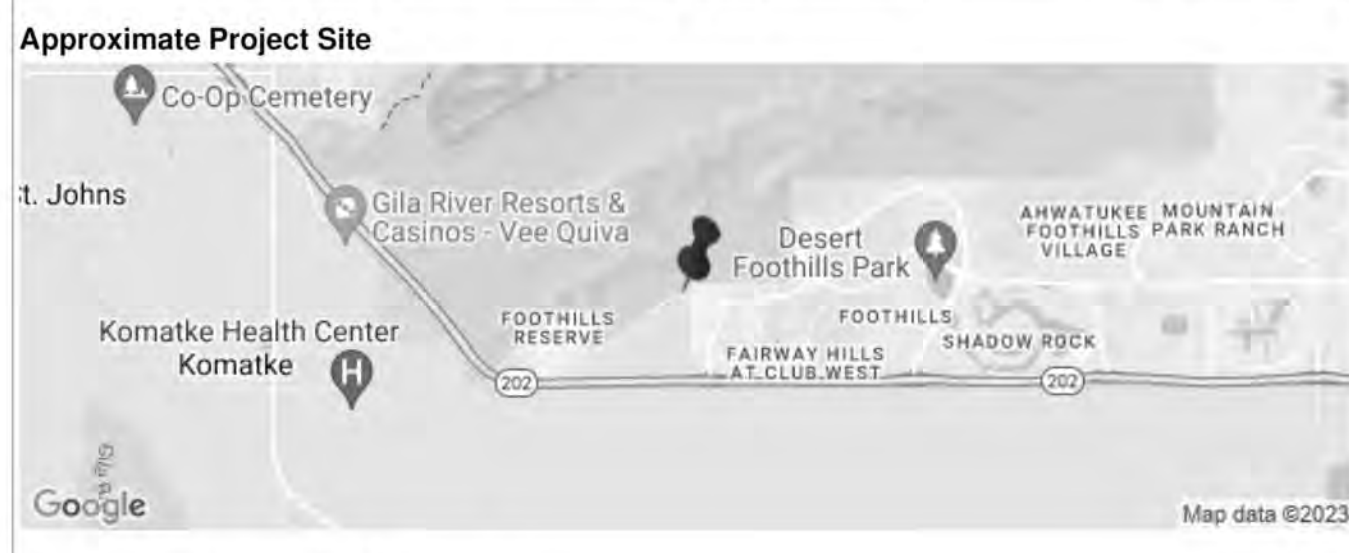 Approximate Project Site
Co-Op Cemetery
t. Johns
Gila River Resorts &
Casinos - Vee Quiva
Desert
Foothills Park
AHWATUKEE
FOOTHILLS
VILLAGE
MOUNTAIN
PARK RANCH
Komatke Health Center
Komatke
H
FOOTHILLS
RESERVE
FOOTHILLS
SHADOW ROCK
FAIRWAY HILLS
AT CLUB WEST
202
202
Gila
Google
Map data ©2023